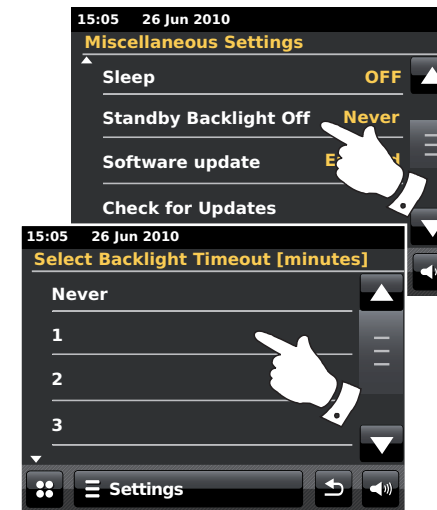 15:05 26 Jun 2010
Miscellaneous Settings
Sleep OFF
Standby Backlight Off Never
Software update
Check for Updates
15:05 26 Jun 2010
Select Backlight Timeout [minutes]
Never
1
2
3
Settings